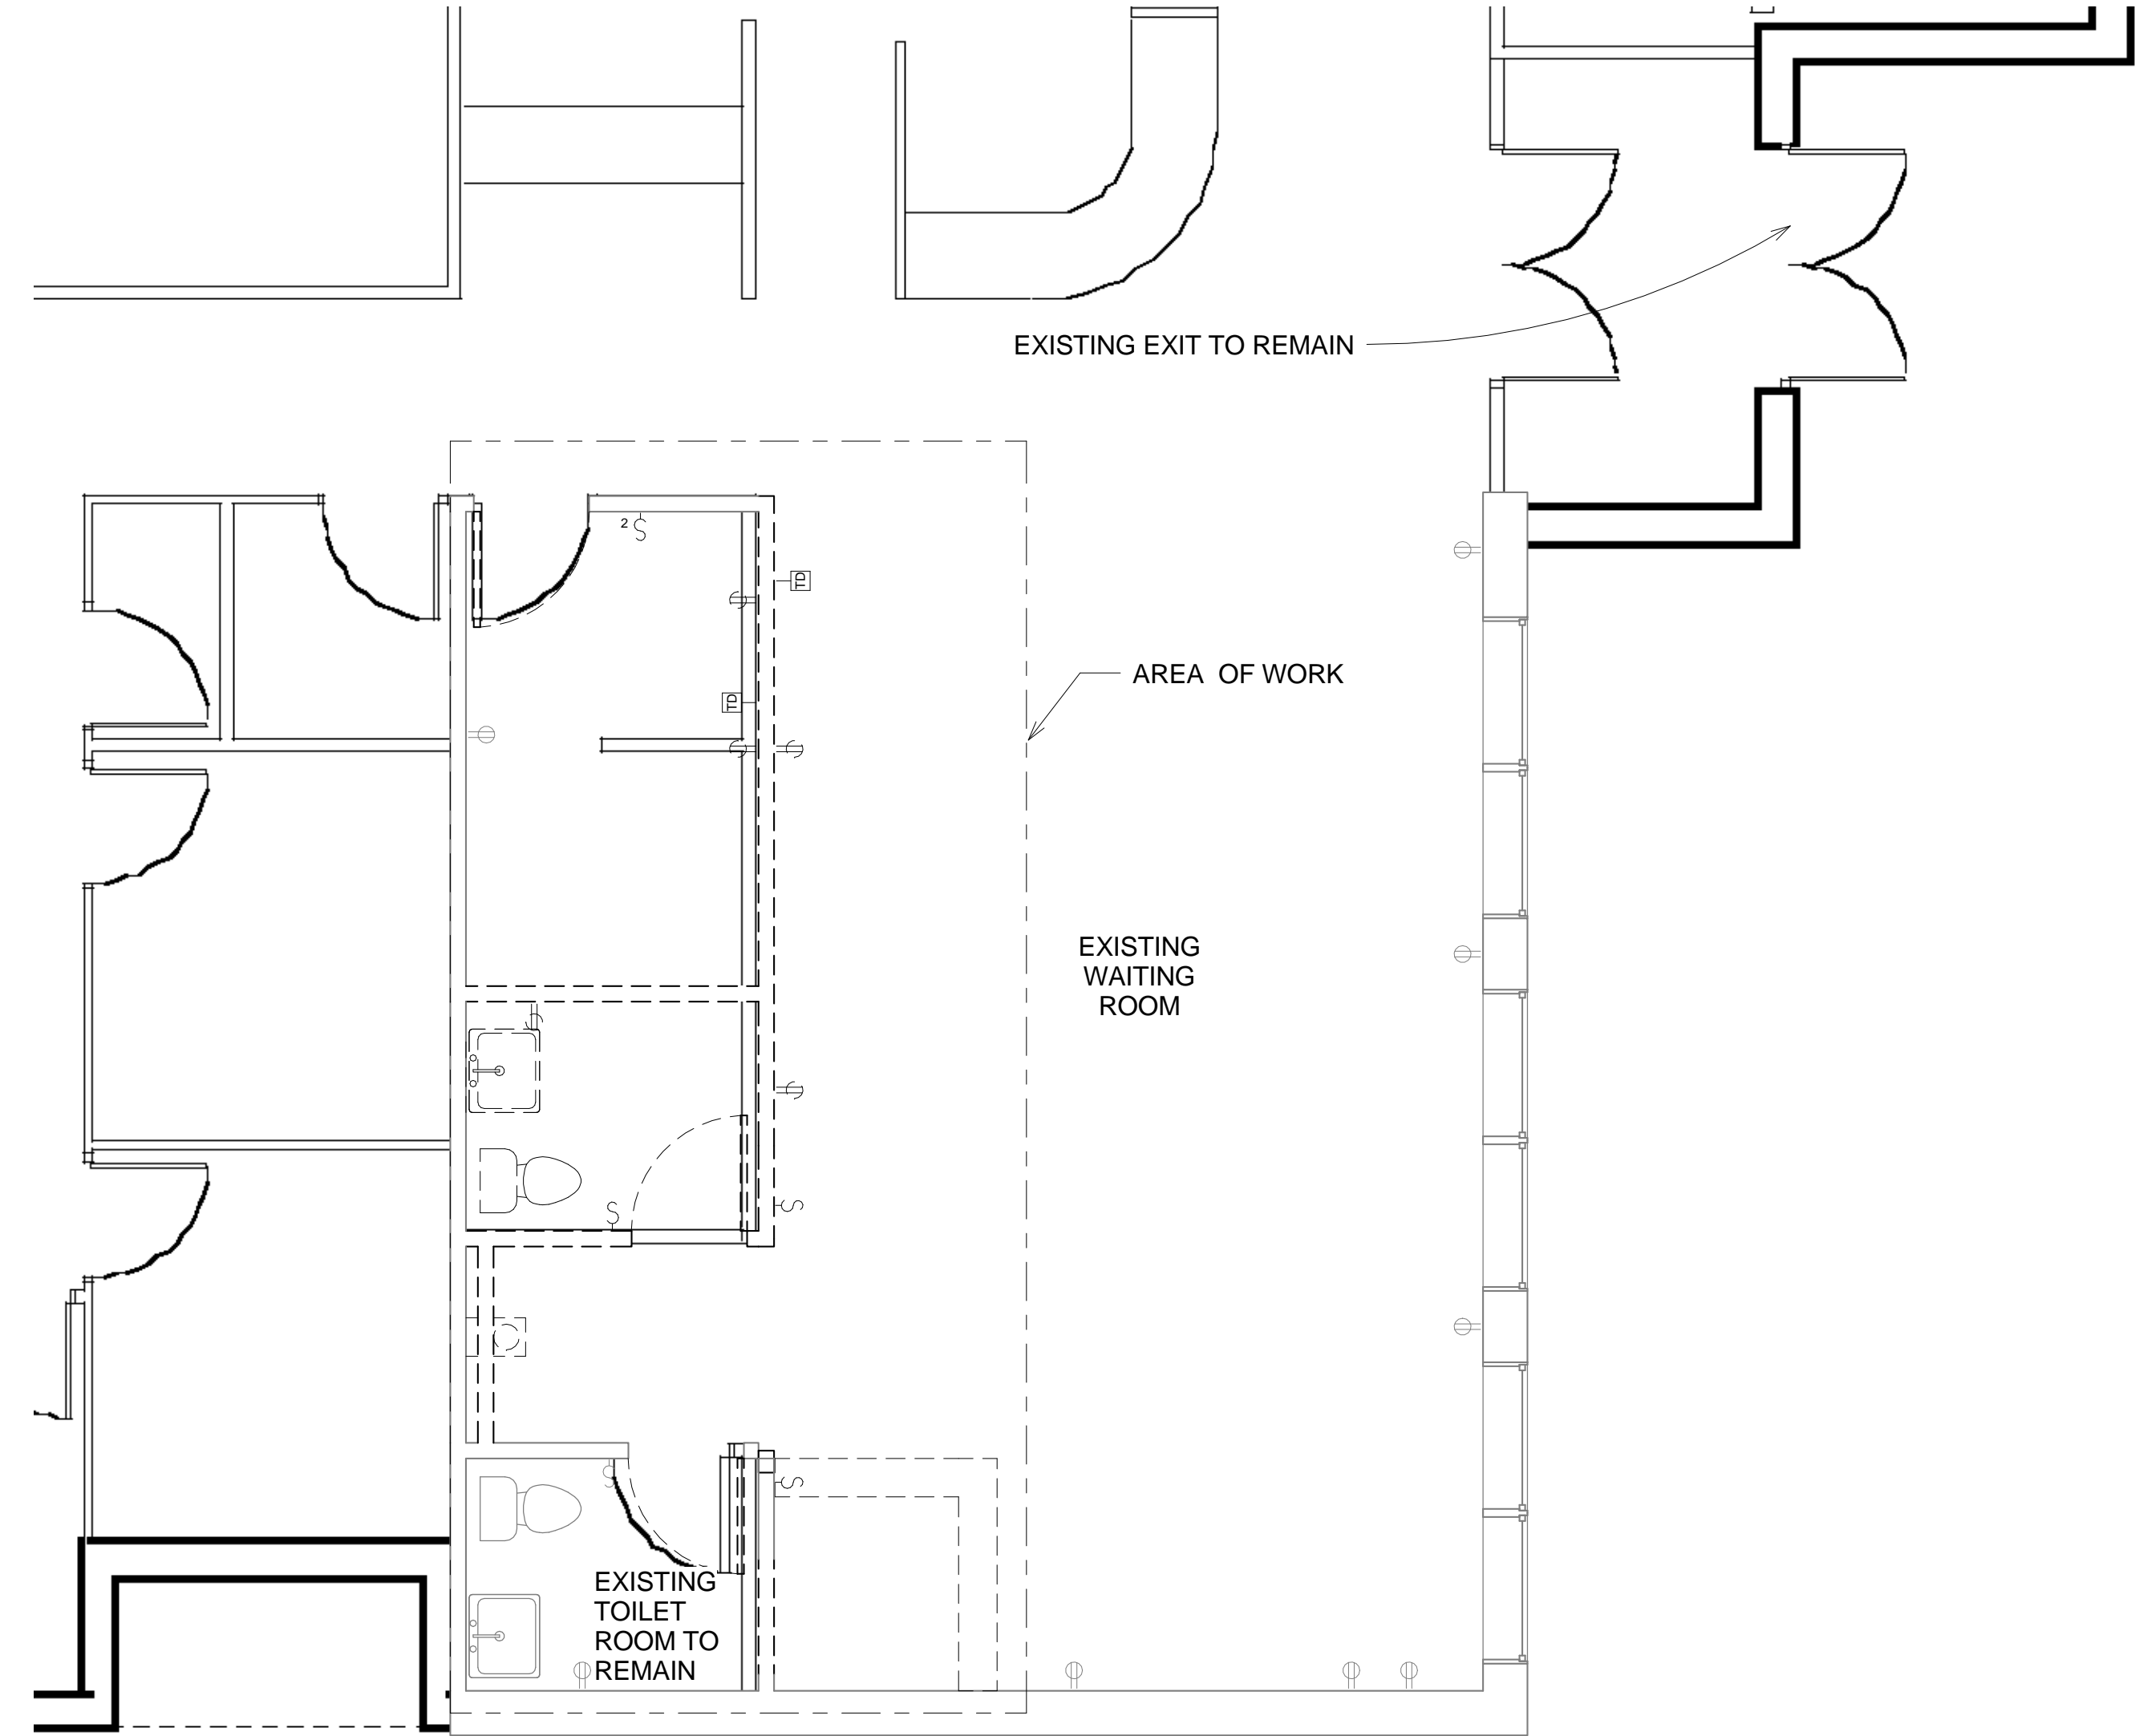 EXISTING EXIT TO REMAIN
2
TD
AREA OF WORK
TD
EXISTING
WAITING
ROOM
EXISTING
TOILET
ROOM TO
REMAIN